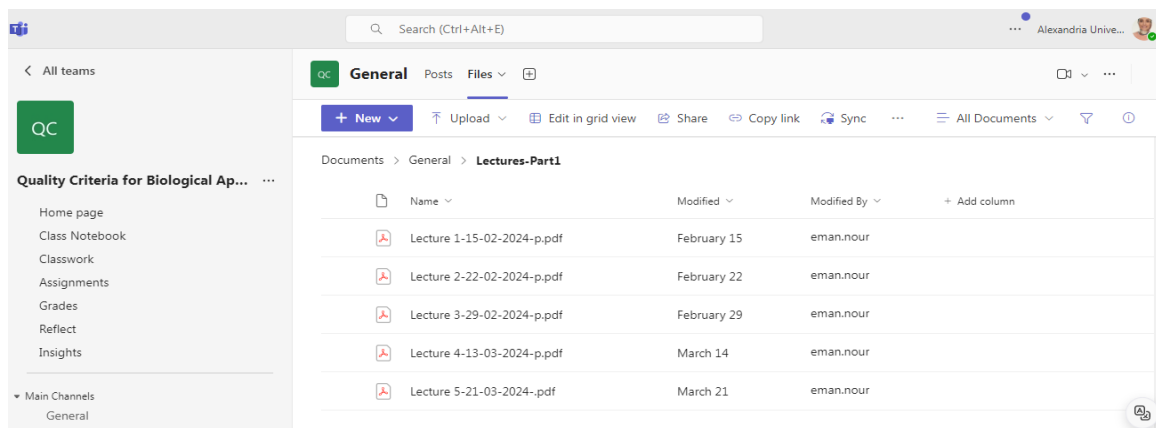 Search (Ctrl+Alt+E)
Alexandria Unive...
All teams
QC
Quality Criteria for Biological Ap... ...
Home page
Class Notebook
Classwork
Assignments
Grades
Reflect
Insights
Main Channels
General
QC General Posts Files
+ New Upload Edit in grid view Share Copy link Sync ... All Documents
Documents > General > Lectures-Part1
Name Modified Modified By + Add column
Lecture 1-15-02-2024-p.pdf February 15 eman.nour
Lecture 2-22-02-2024-p.pdf February 22 eman.nour
Lecture 3-29-02-2024-p.pdf February 29 eman.nour
Lecture 4-13-03-2024-p.pdf March 14 eman.nour
Lecture 5-21-03-2024-.pdf March 21 eman.nour